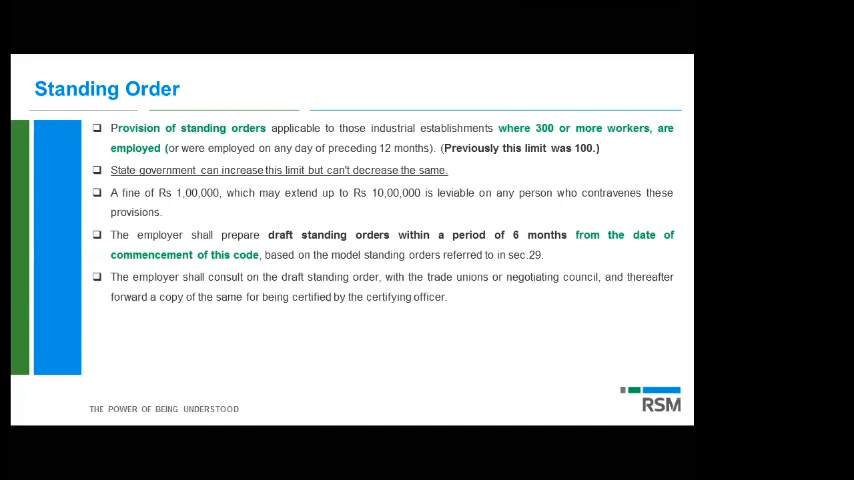 Standing Order
❑ Provision of standing orders applicable to those industrial establishments where 300 or more workers, are
employed (or were employed on any day of preceding 12 months). (Previously this limit was 100.)
❑ State government can increase this limit but can't decrease the same.
❑ A fine of Rs 1,00,000, which may extend up to Rs 10,00,000 is leviable on any person who contravenes these
provisions.
❑ The employer shall prepare draft standing orders within a period of 6 months from the date of
commencement of this code, based on the model standing orders referred to in sec.29.
❑ The employer shall consult on the draft standing order, with the trade unions or negotiating council, and thereafter
forward a copy of the same for being certified by the certifying officer.
THE POWER OF BEING UNDERSTOOD
RSM